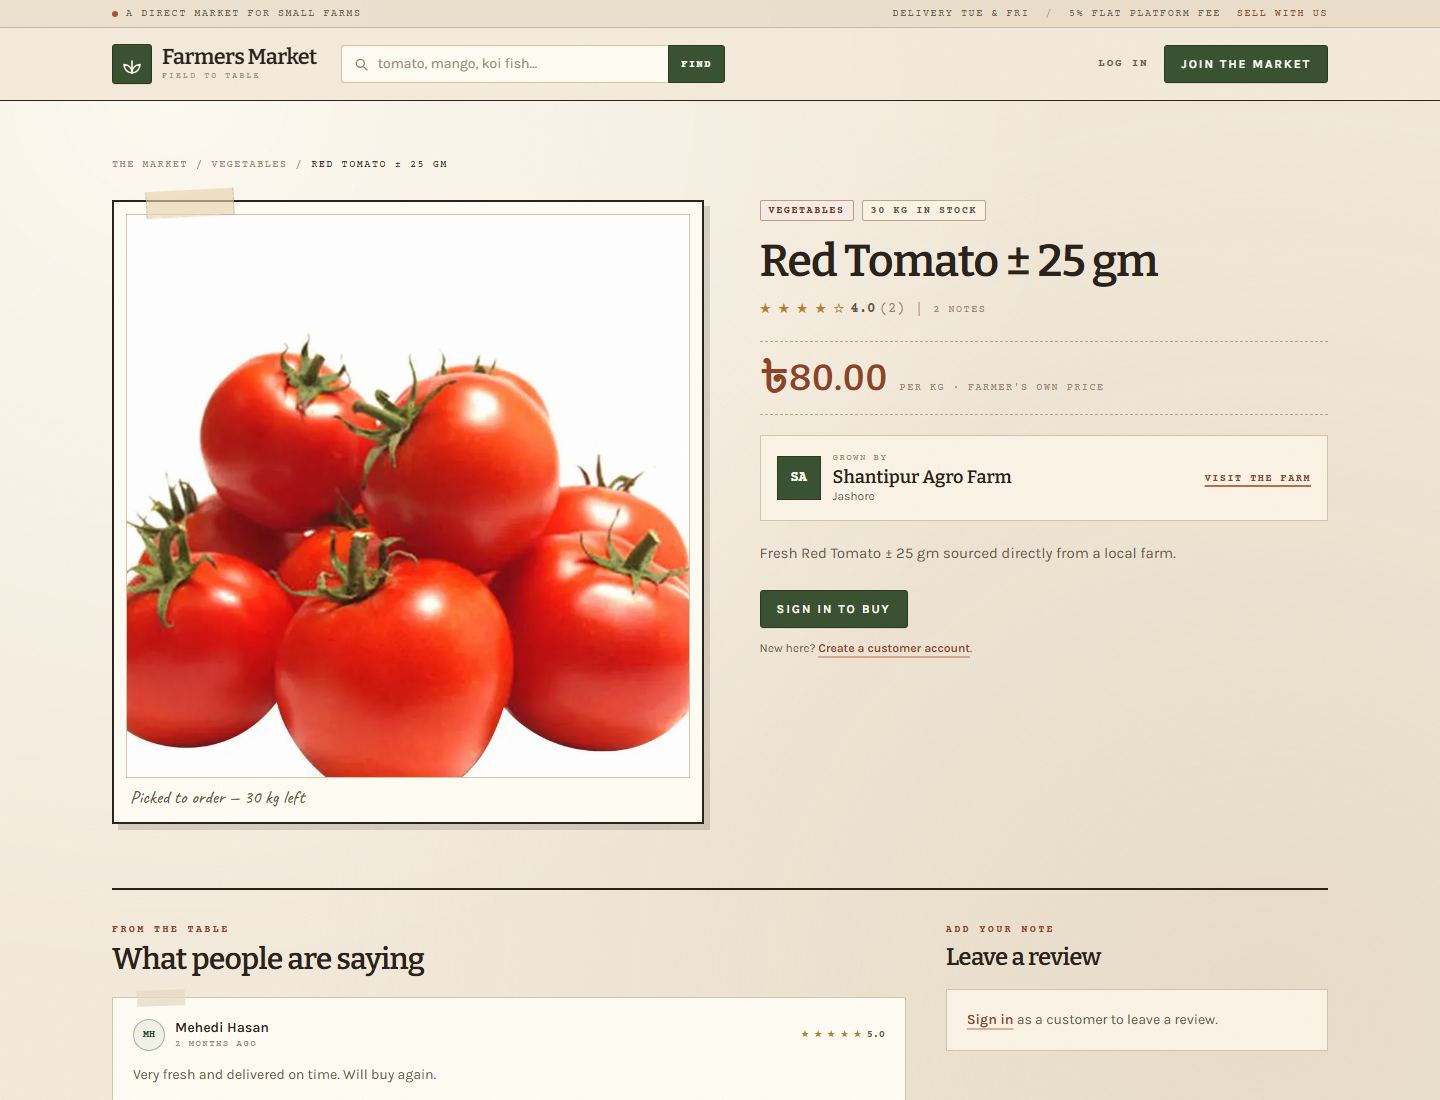 A DIRECT MARKET FOR SMALL FARMS
DELIVERY TUE & FRI / 5% FLAT PLATFORM FEE SELL WITH US
Farmers Market
FIELD TO TABLE
tomato, mango, koi fish...
FIND
LOG IN
JOIN THE MARKET
THE MARKET / VEGETABLES / RED TOMATO ± 25 GM
VEGETABLES
30 KG IN STOCK
Red Tomato ± 25 gm
★ ★ ★ ★ ☆ 4.0 (2) | 2 NOTES
৳80.00 PER KG · FARMER'S OWN PRICE
SA
GROWN BY
Shantipur Agro Farm
Jashore
VISIT THE FARM
Fresh Red Tomato ± 25 gm sourced directly from a local farm.
SIGN IN TO BUY
New here? Create a customer account.
Picked to order — 30 kg left
FROM THE TABLE
What people are saying
MH
Mehedi Hasan
2 MONTHS AGO
★ ★ ★ ★ ★ 5.0
Very fresh and delivered on time. Will buy again.
ADD YOUR NOTE
Leave a review
Sign in as a customer to leave a review.